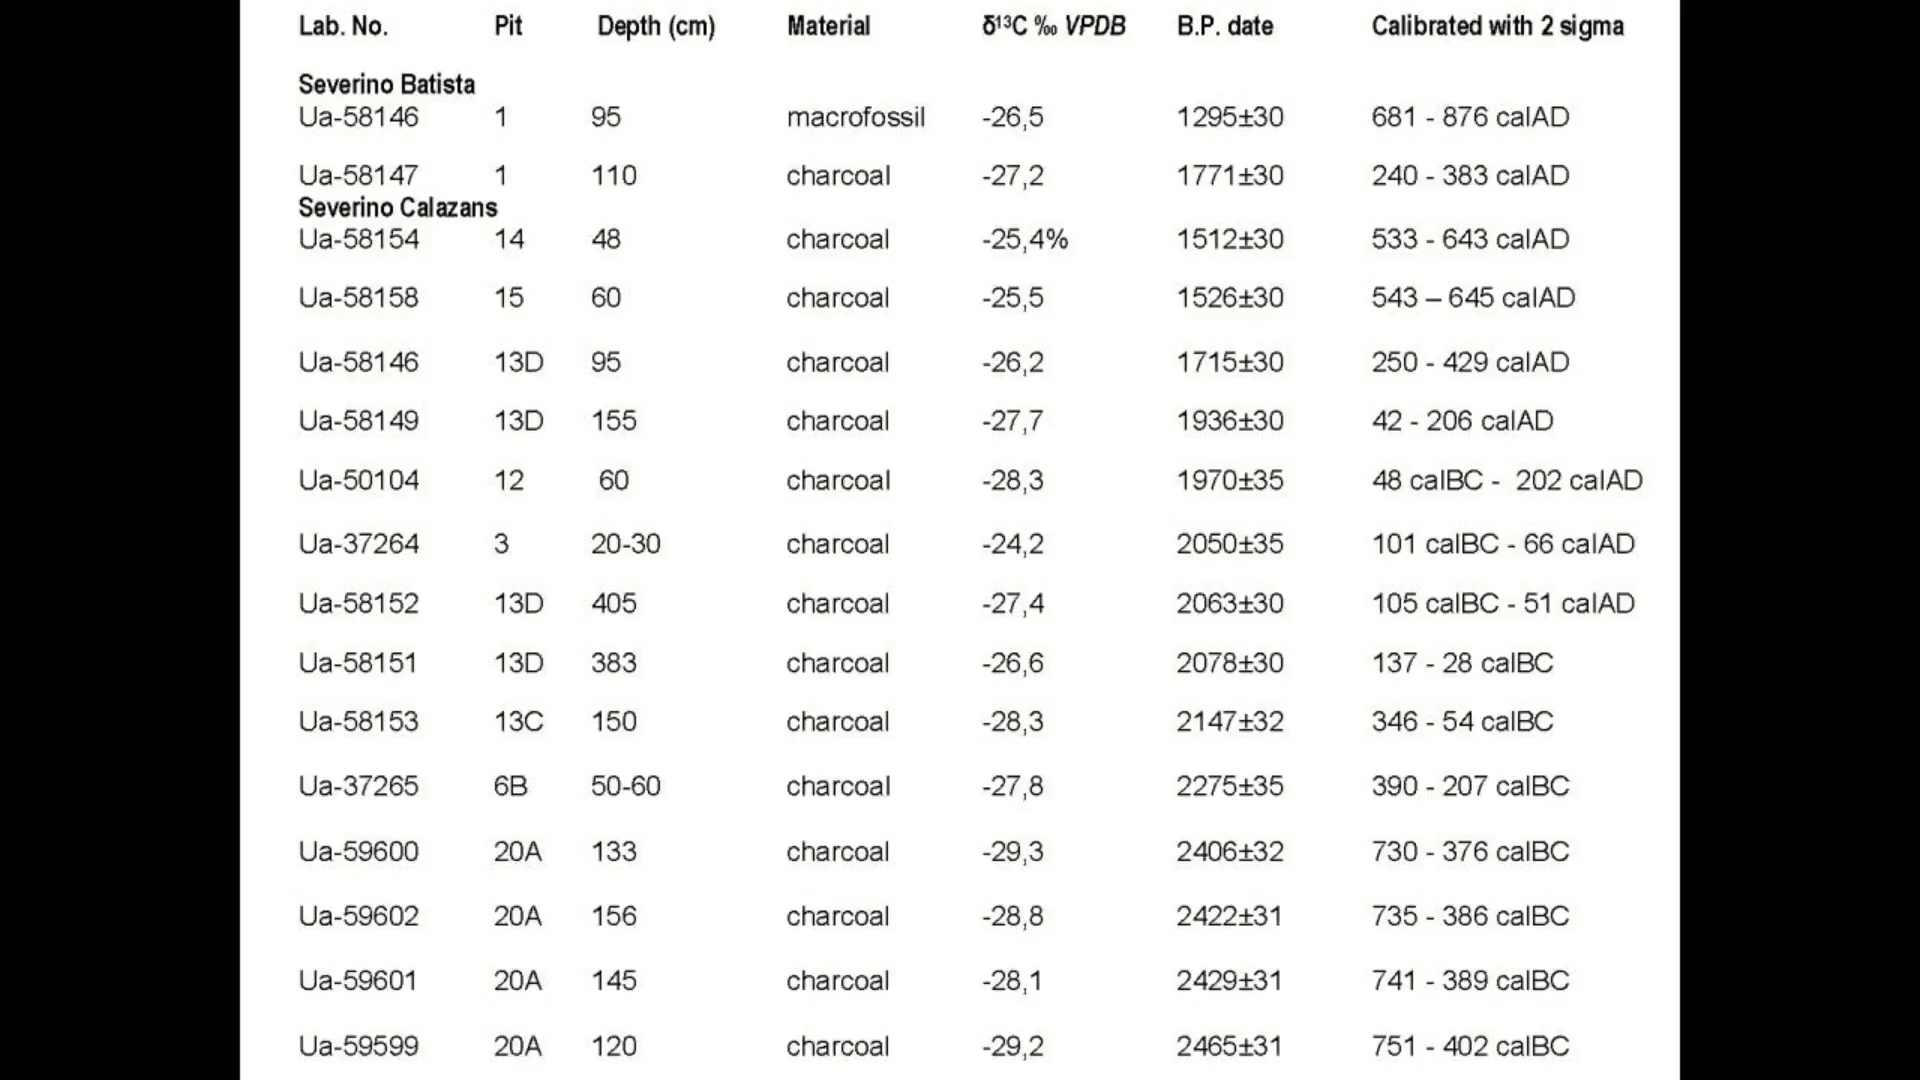 Lab. No. Pit Depth (cm) Material δ¹³C ‰ VPDB B.P. date Calibrated with 2 sigma
Severino Batista
Ua-58146 1 95 macrofossil -26,5 1295±30 681 - 876 calAD
Ua-58147 1 110 charcoal -27,2 1771±30 240 - 383 calAD
Severino Calazans
Ua-58154 14 48 charcoal -25,4% 1512±30 533 - 643 calAD
Ua-58158 15 60 charcoal -25,5 1526±30 543 – 645 calAD
Ua-58146 13D 95 charcoal -26,2 1715±30 250 - 429 calAD
Ua-58149 13D 155 charcoal -27,7 1936±30 42 - 206 calAD
Ua-50104 12 60 charcoal -28,3 1970±35 48 calBC - 202 calAD
Ua-37264 3 20-30 charcoal -24,2 2050±35 101 calBC - 66 calAD
Ua-58152 13D 405 charcoal -27,4 2063±30 105 calBC - 51 calAD
Ua-58151 13D 383 charcoal -26,6 2078±30 137 - 28 calBC
Ua-58153 13C 150 charcoal -28,3 2147±32 346 - 54 calBC
Ua-37265 6B 50-60 charcoal -27,8 2275±35 390 - 207 calBC
Ua-59600 20A 133 charcoal -29,3 2406±32 730 - 376 calBC
Ua-59602 20A 156 charcoal -28,8 2422±31 735 - 386 calBC
Ua-59601 20A 145 charcoal -28,1 2429±31 741 - 389 calBC
Ua-59599 20A 120 charcoal -29,2 2465±31 751 - 402 calBC